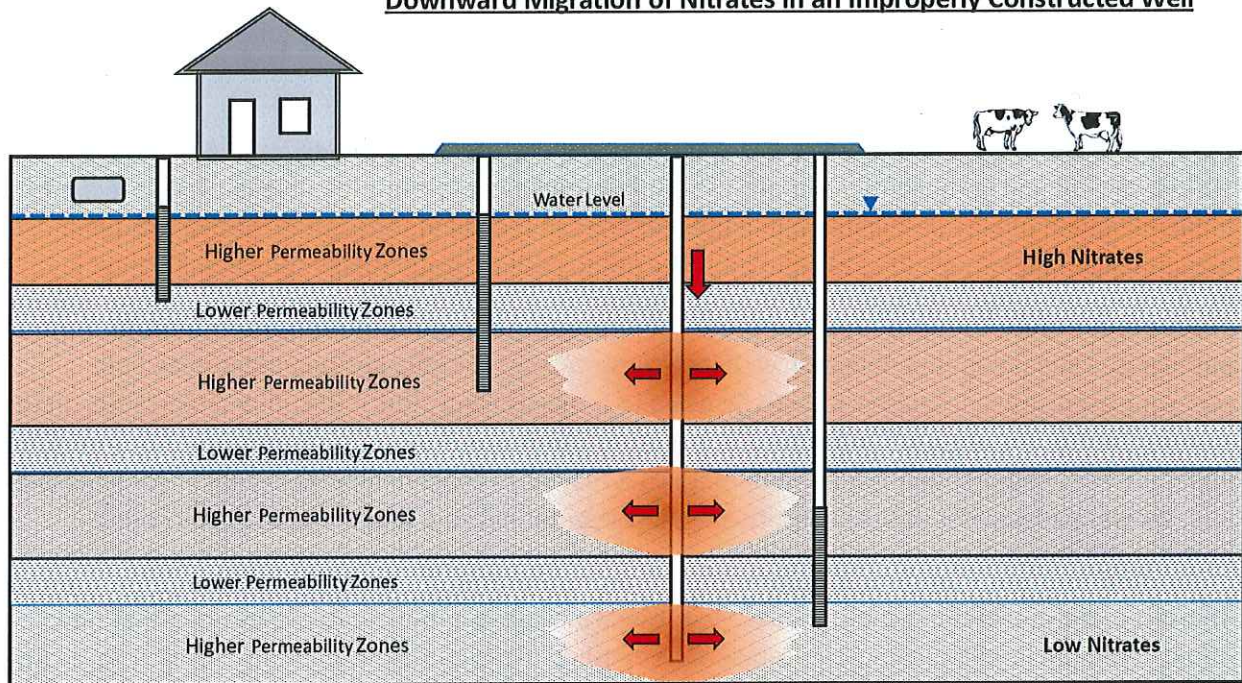 Downward Migration of Nitrates in an Improperly Constructed Well
Water Level
Higher Permeability Zones
High Nitrates
Lower Permeability Zones
Higher Permeability Zones
Lower Permeability Zones
Higher Permeability Zones
Lower Permeability Zones
Higher Permeability Zones
Low Nitrates